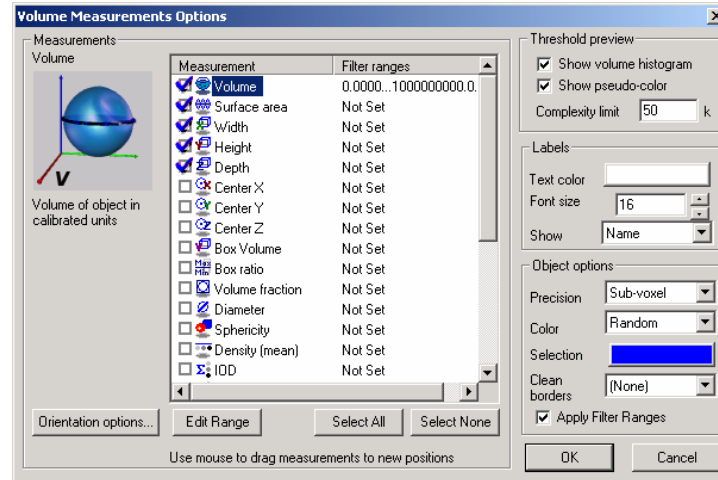 Volume Measurements Options
Measurements
Volume
V
Volume of object in
calibrated units
Measurement Filter ranges
Volume 0.0000...1000000000.0.
Surface area Not Set
Width Not Set
Height Not Set
Depth Not Set
Center X Not Set
Center Y Not Set
Center Z Not Set
Box Volume Not Set
Box ratio Not Set
Volume fraction Not Set
Diameter Not Set
Sphericity Not Set
Density (mean) Not Set
IOD Not Set
Orientation options... Edit Range Select All Select None
Use mouse to drag measurements to new positions
Threshold preview
Show volume histogram
Show pseudo-color
Complexity limit 50 k
Labels
Text color
Font size 16
Show Name
Object options
Precision Sub-voxel
Color Random
Selection
Clean
borders (None)
Apply Filter Ranges
OK Cancel